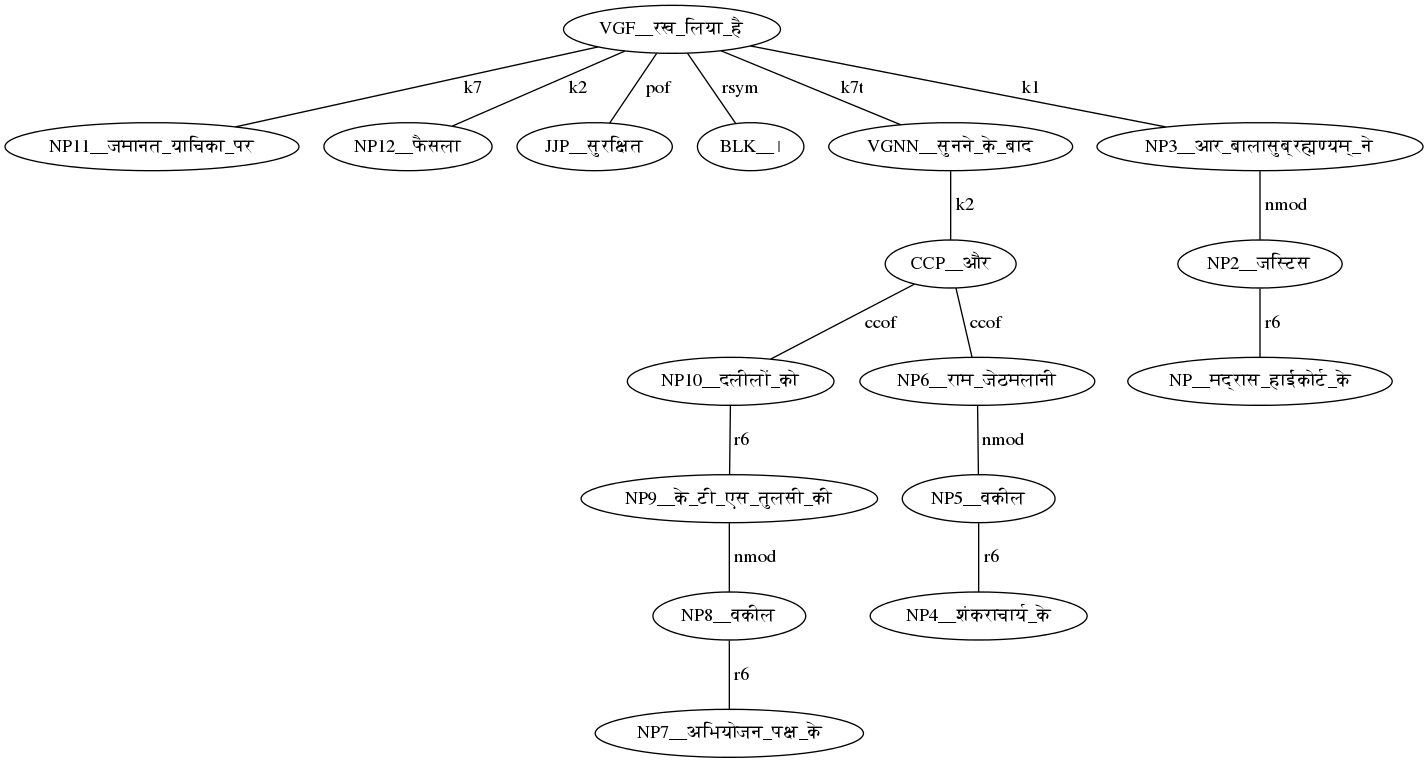 VGF__रख_लिया_है
k7 k2 pof rsym k7t k1
NP11__जमानत_याचिका_पर NP12__फैसला JJP__सुरक्षित BLK__। VGNN__सुनने_के_बाद NP3__आर_बालासुब्रह्मण्यम्_ने
k2 nmod
CCP__और NP2__जस्टिस
ccof ccof r6
NP10__दलीलों_को NP6__राम_जेठमलानी NP__मद्रास_हाईकोर्ट_के
r6 nmod
NP9__के_टी_एस_तुलसी_की NP5__वकील
nmod r6
NP8__वकील NP4__शंकराचार्य_के
r6
NP7__अभियोजन_पक्ष_के